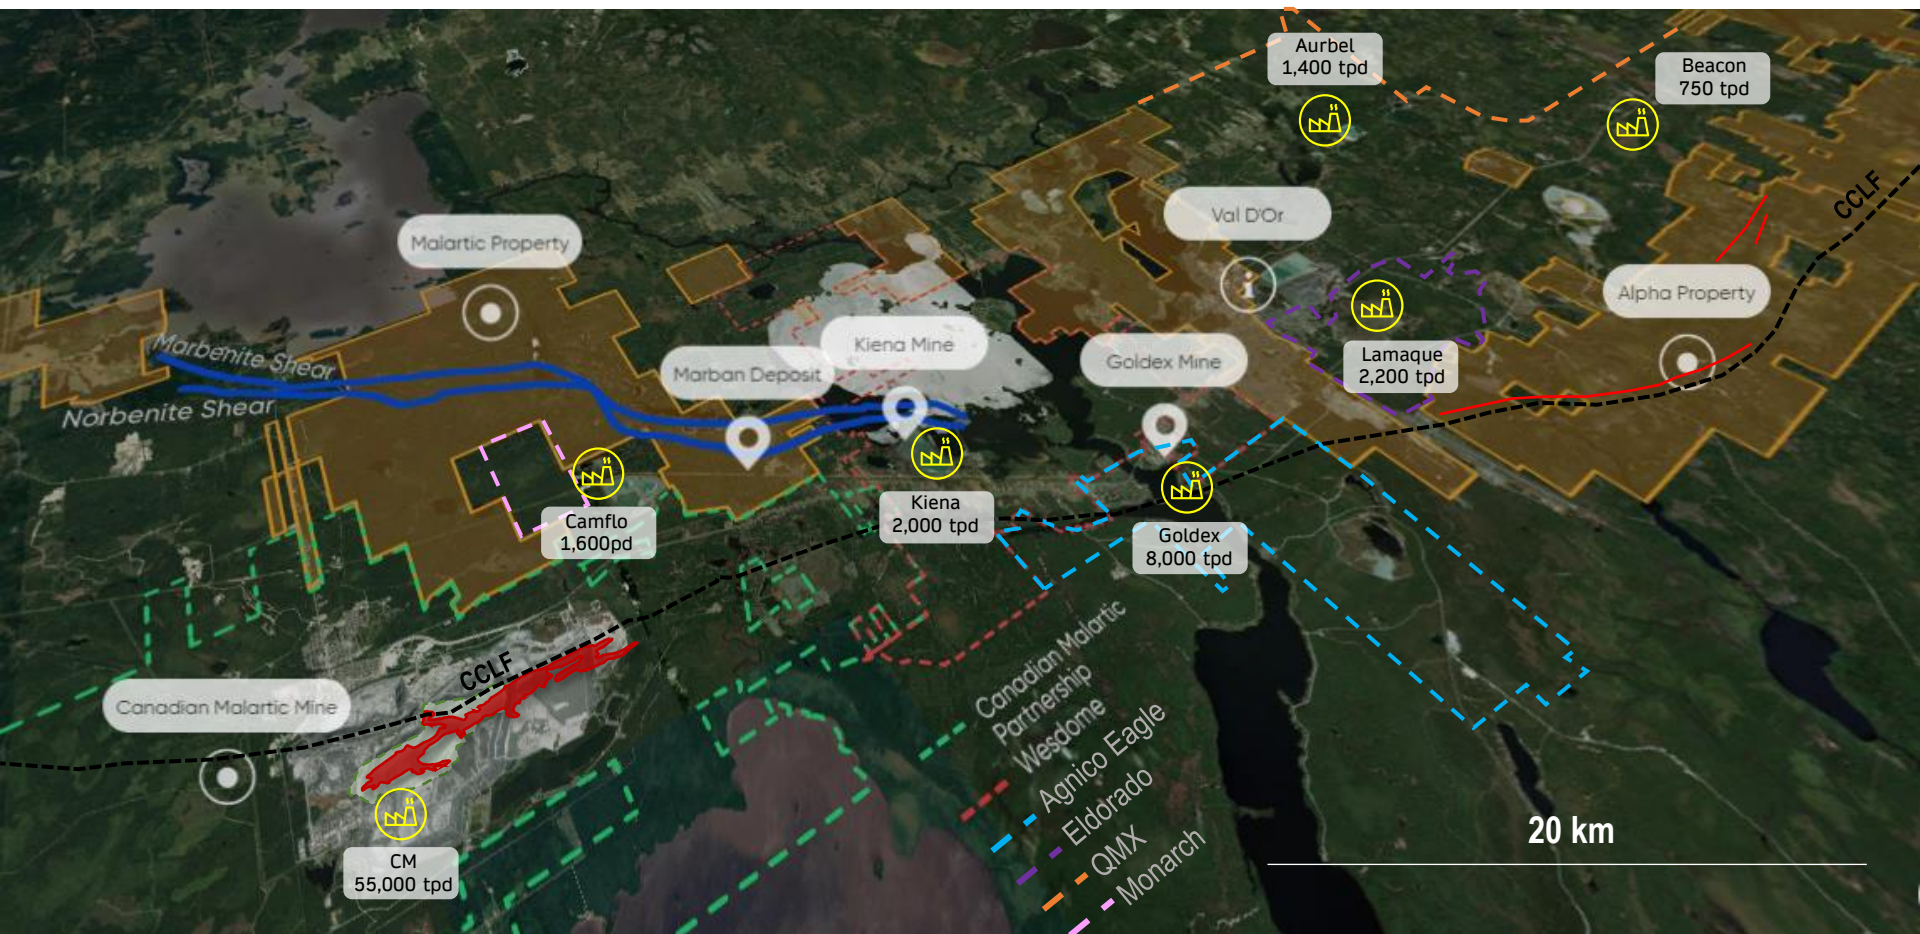 Aurbel
1,400 tpd
Beacon
750 tpd
CCLF
Val D'Or
Malartic Property
Alpha Property
Kiena Mine
Goldex Mine
Lamaque
2,200 tpd
Marbenite Shear
Marban Deposit
Norbenite Shear
Kiena
2,000 tpd
Camflo
1,600pd
Goldex
8,000 tpd
CCLF
Canadian Malartic Mine
Canadian Malartic
Partnership
Wesdome
Agnico Eagle
Eldorado
QMX
Monarch
20 km
CM
55,000 tpd